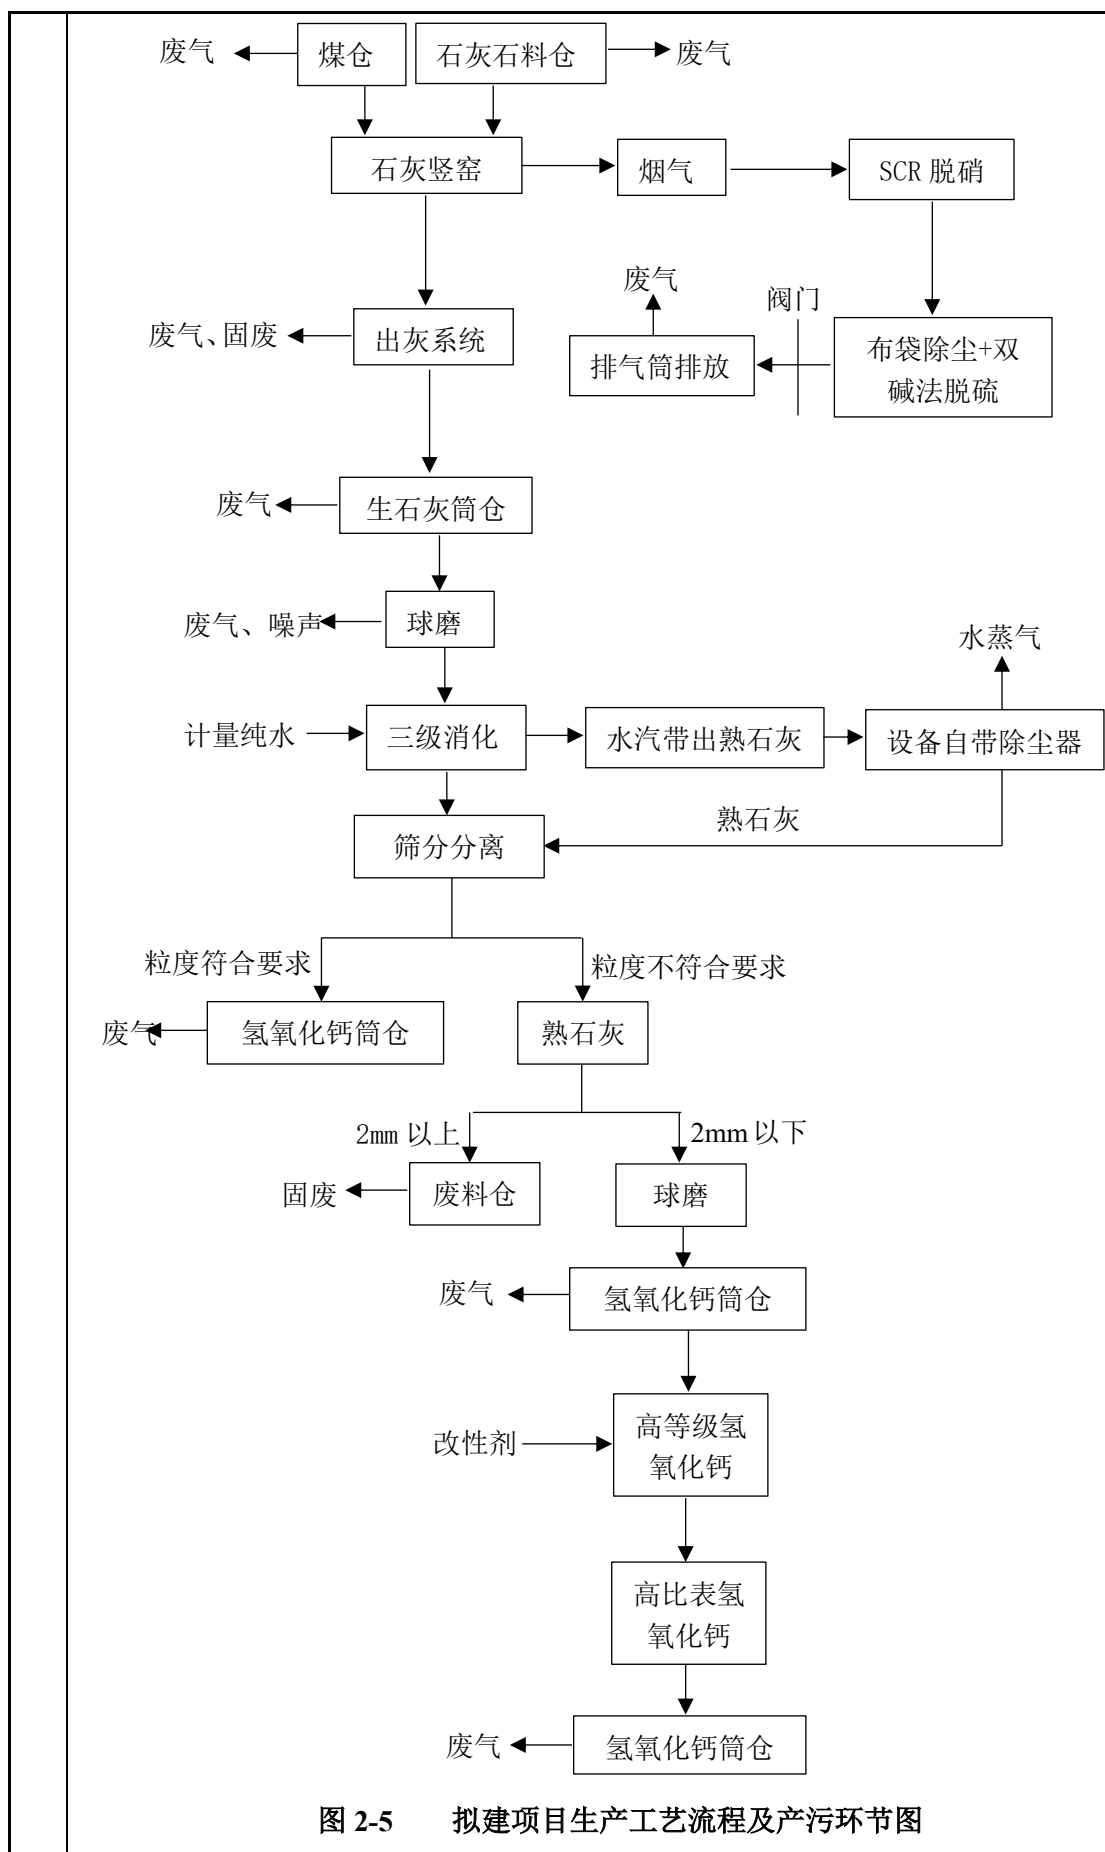 废气
煤仓
石灰石料仓
废气
石灰竖窑
烟气
SCR 脱硝
废气
阀门
废气、固废
出灰系统
排气筒排放
布袋除尘+双
碱法脱硫
废气
生石灰筒仓
废气、噪声
球磨
水蒸气
计量纯水
三级消化
水汽带出熟石灰
设备自带除尘器
熟石灰
筛分分离
粒度符合要求
粒度不符合要求
废气
氢氧化钙筒仓
熟石灰
2mm 以上
2mm 以下
固废
废料仓
球磨
废气
氢氧化钙筒仓
改性剂
高等级氢
氧化钙
高比表氢
氧化钙
废气
氢氧化钙筒仓
图 2-5 拟建项目生产工艺流程及产污环节图